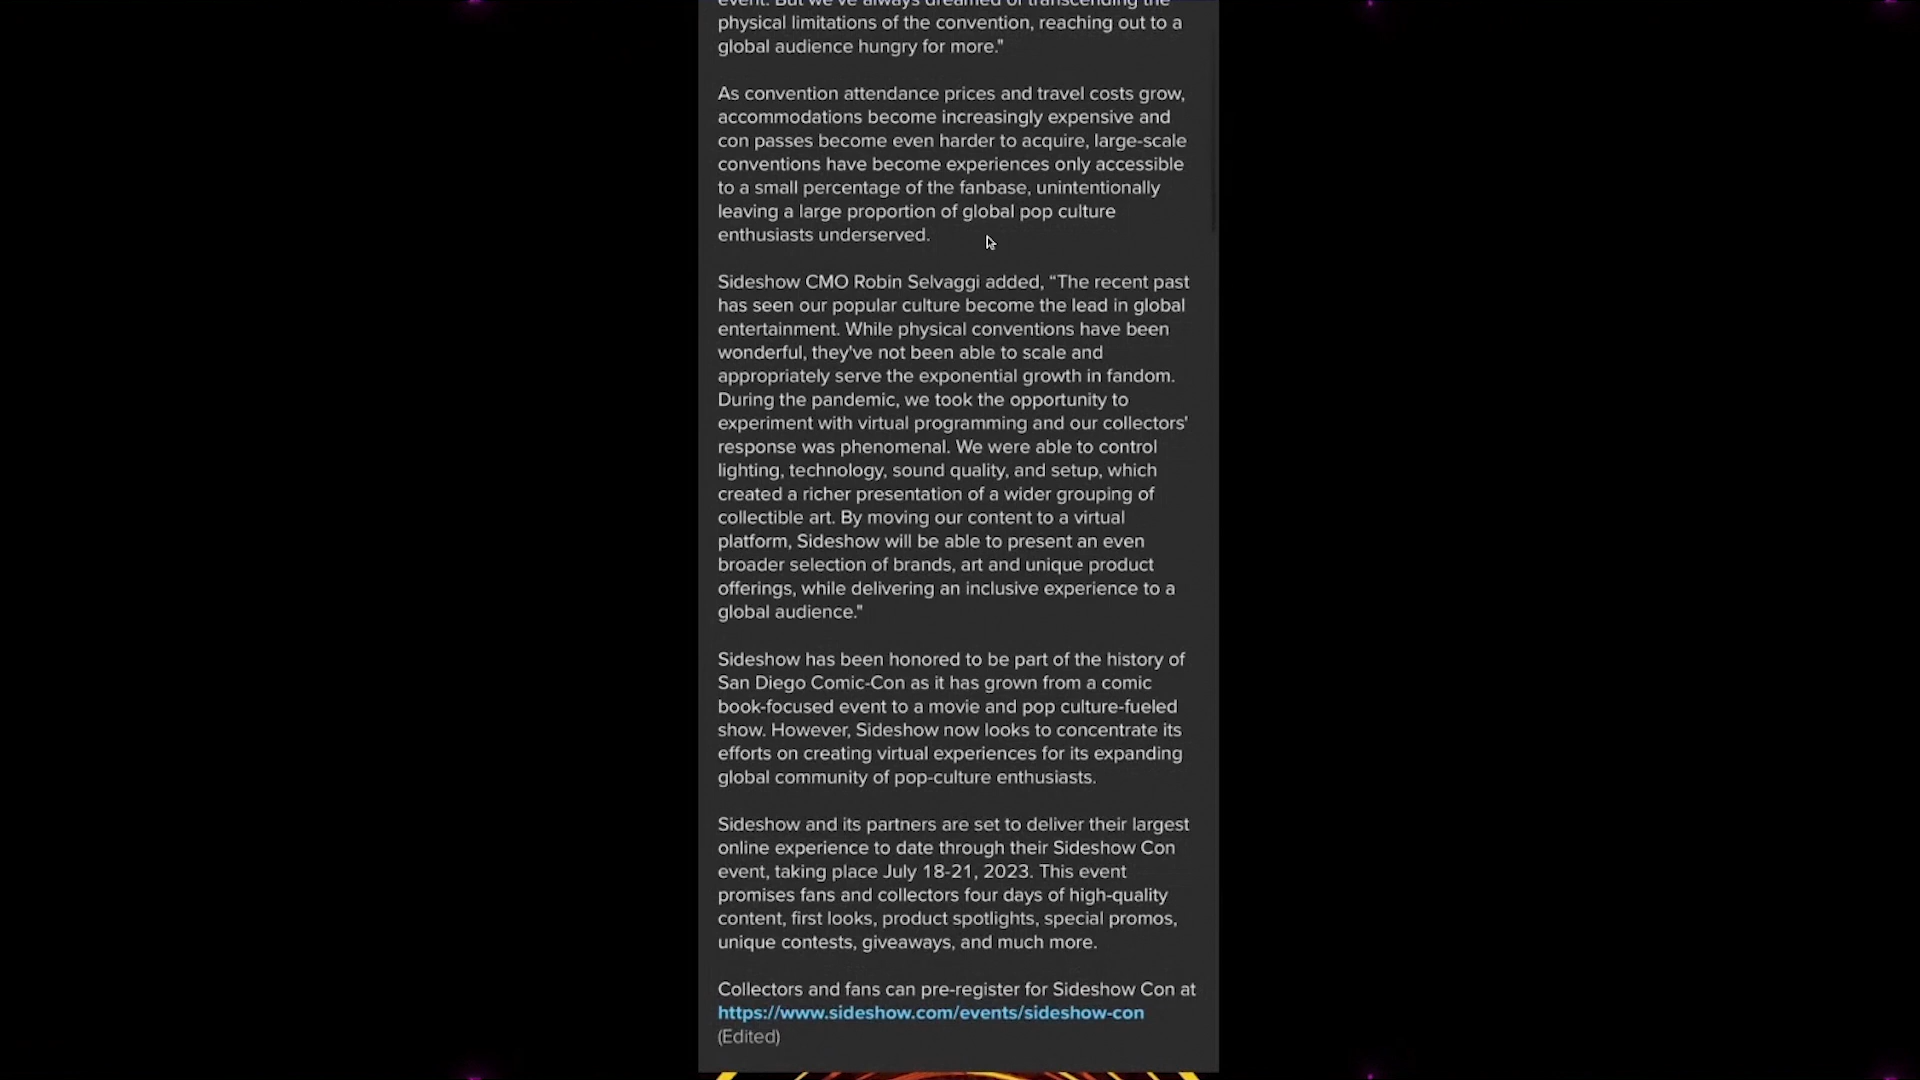 event. But we've always dreamed of transcending the
physical limitations of the convention, reaching out to a
global audience hungry for more."
As convention attendance prices and travel costs grow,
accommodations become increasingly expensive and
con passes become even harder to acquire, large-scale
conventions have become experiences only accessible
to a small percentage of the fanbase, unintentionally
leaving a large proportion of global pop culture
enthusiasts underserved.
Sideshow CMO Robin Selvaggi added, “The recent past
has seen our popular culture become the lead in global
entertainment. While physical conventions have been
wonderful, they've not been able to scale and
appropriately serve the exponential growth in fandom.
During the pandemic, we took the opportunity to
experiment with virtual programming and our collectors'
response was phenomenal. We were able to control
lighting, technology, sound quality, and setup, which
created a richer presentation of a wider grouping of
collectible art. By moving our content to a virtual
platform, Sideshow will be able to present an even
broader selection of brands, art and unique product
offerings, while delivering an inclusive experience to a
global audience."
Sideshow has been honored to be part of the history of
San Diego Comic-Con as it has grown from a comic
book-focused event to a movie and pop culture-fueled
show. However, Sideshow now looks to concentrate its
efforts on creating virtual experiences for its expanding
global community of pop-culture enthusiasts.
Sideshow and its partners are set to deliver their largest
online experience to date through their Sideshow Con
event, taking place July 18-21, 2023. This event
promises fans and collectors four days of high-quality
content, first looks, product spotlights, special promos,
unique contests, giveaways, and much more.
Collectors and fans can pre-register for Sideshow Con at
https://www.sideshow.com/events/sideshow-con
(Edited)